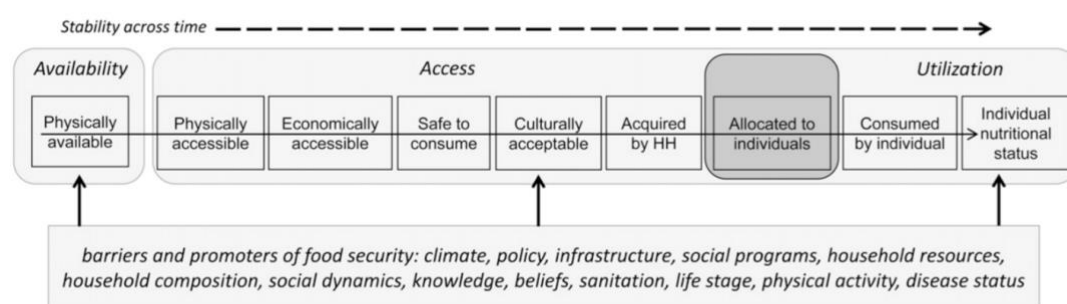 Stability across time
Availability
Access
Utilization
Physically
available
Physically
accessible
Economically
accessible
Safe to
consume
Culturally
acceptable
Acquired
by HH
Allocated to
individuals
Consumed
by individual
Individual
nutritional
status
barriers and promoters of food security: climate, policy, infrastructure, social programs, household resources,
household composition, social dynamics, knowledge, beliefs, sanitation, life stage, physical activity, disease status